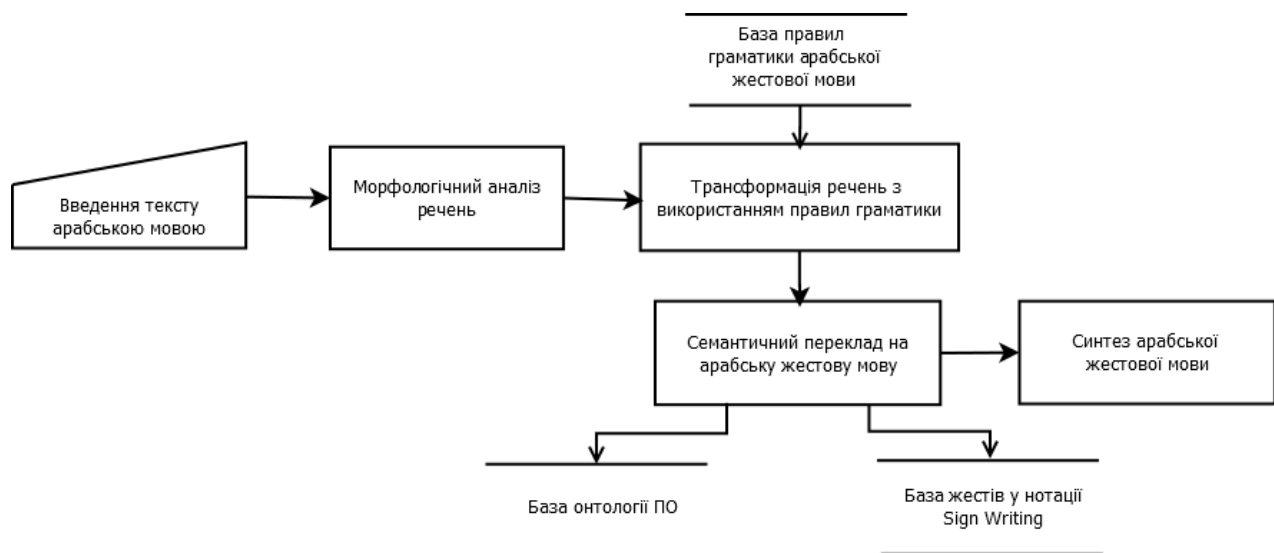 База правил
граматики арабської
жестової мови
Введення тексту
арабською мовою
Морфологічний аналіз
речень
Трансформація речень з
використанням правил граматики
Семантичний переклад на
арабську жестову мову
Синтез арабської
жестової мови
База онтології ПО
База жестів у нотації
Sign Writing